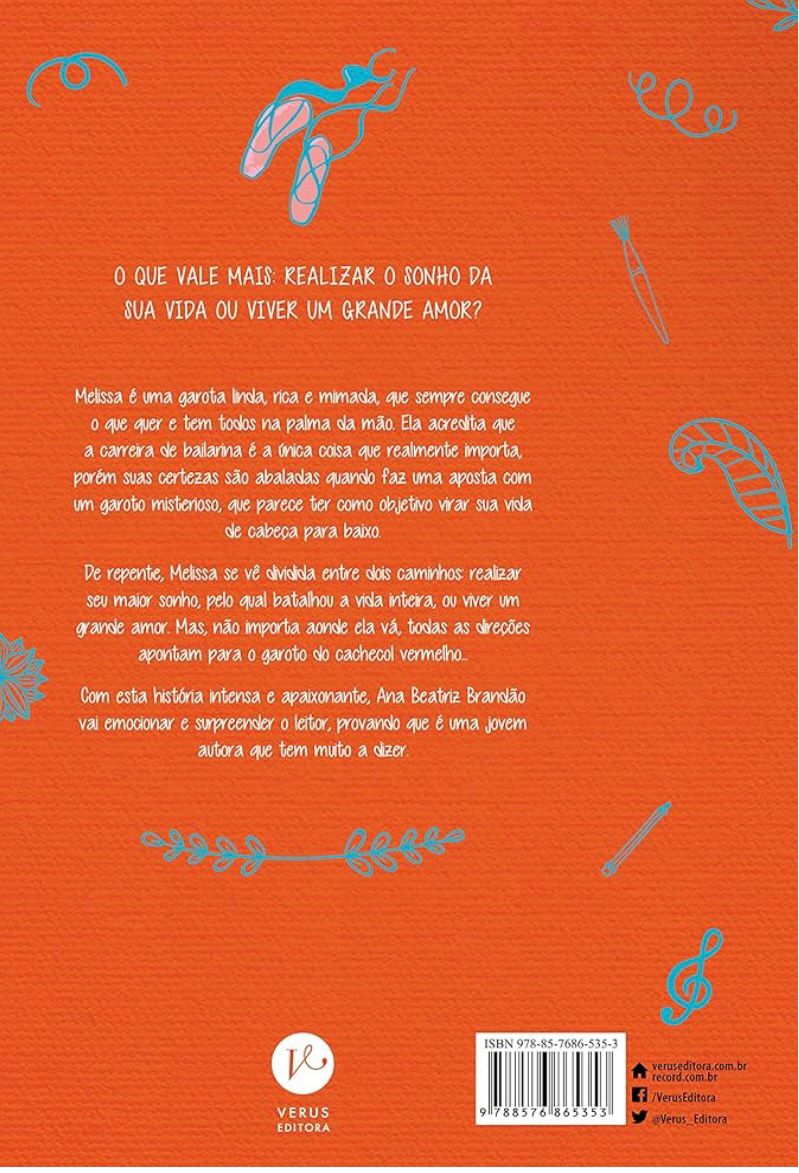 O QUE VALE MAIS: REALIZAR O SONHO DA
SUA VIDA OU VIVER UM GRANDE AMOR?
Melissa é uma garota linda, rica e mimada, que sempre consegue
o que quer e tem todos na palma da mão. Ela acredita que
a carreira de bailarina é a única coisa que realmente importa,
porém suas certezas são abaladas quando faz uma aposta com
um garoto misterioso, que parece ter como objetivo virar sua vida
de cabeça para baixo.
De repente, Melissa se vê dividida entre dois caminhos: realizar
seu maior sonho, pelo qual batalhou a vida inteira, ou viver um
grande amor. Mas, não importa aonde ela vá, todas as direções
apontam para o garoto do cachecol vermelho...
Com esta história intensa e apaixonante, Ana Beatriz Brandão
vai emocionar e surpreender o leitor, provando que é uma jovem
autora que tem muito a dizer.
VERUS
EDITORA
ISBN 978-85-7686-535-3
9 788576 865353
veruseditora.com.br
record.com.br
/VerusEditora
@Verus_Editora